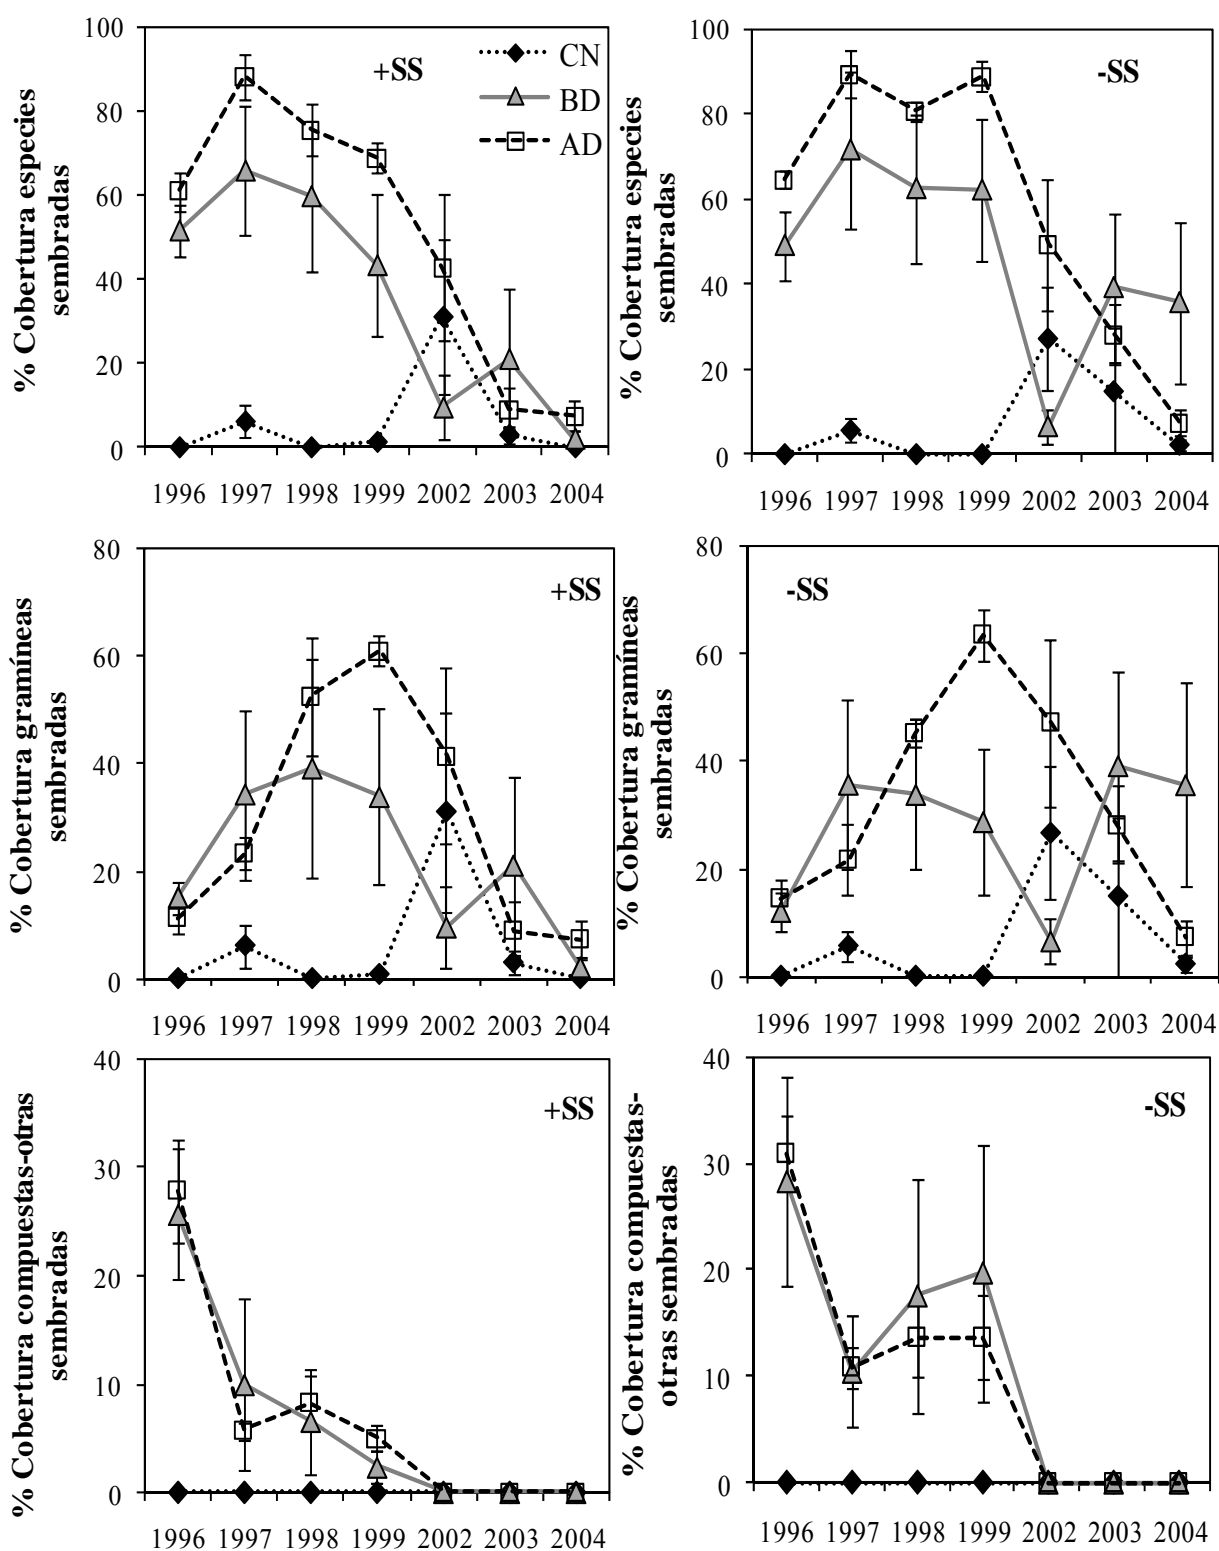 % Cobertura especies
sembradas
100
80
60
40
20
0
+SS
CN
BD
AD
1996 1997 1998 1999 2002 2003 2004
% Cobertura especies
sembradas
100
80
60
40
20
0
-SS
1996 1997 1998 1999 2002 2003 2004
% Cobertura gramíneas
sembradas
80
60
40
20
0
+SS
1996 1997 1998 1999 2002 2003 2004
% Cobertura gramíneas
sembradas
80
60
40
20
0
-SS
1996 1997 1998 1999 2002 2003 2004
% Cobertura compuestas-otras
sembradas
40
30
20
10
0
+SS
1996 1997 1998 1999 2002 2003 2004
% Cobertura compuestas-
otras sembradas
40
30
20
10
0
-SS
1996 1997 1998 1999 2002 2003 2004